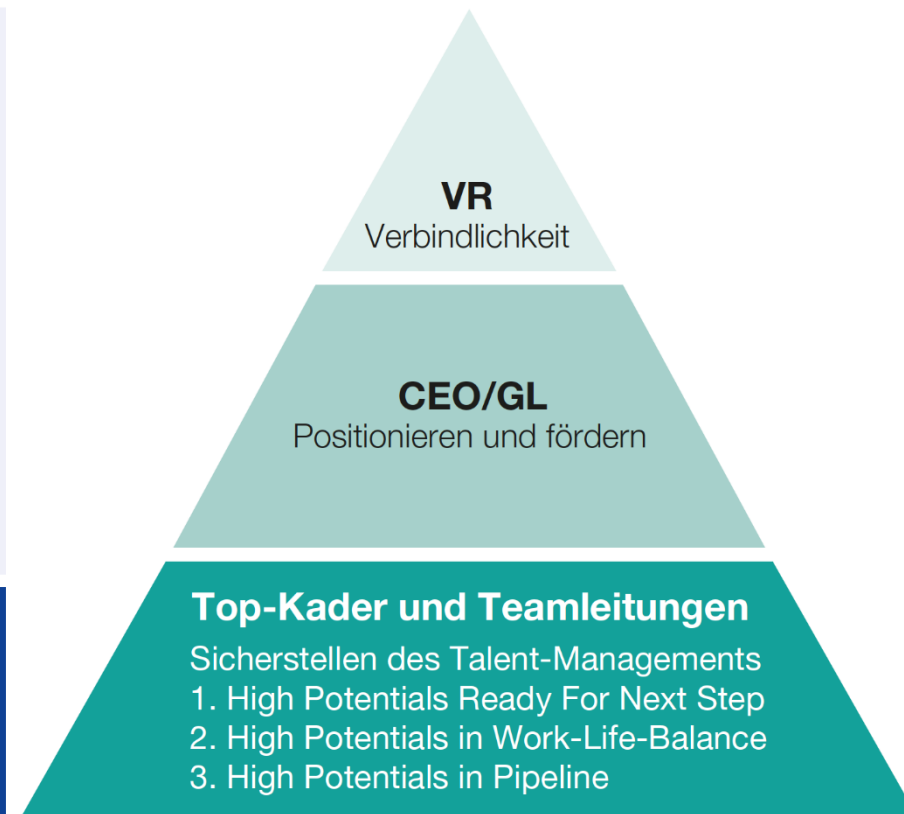 VR
Verbindlichkeit
CEO/GL
Positionieren und fördern
Top-Kader und Teamleitungen
Sicherstellen des Talent-Managements
1. High Potentials Ready For Next Step
2. High Potentials in Work-Life-Balance
3. High Potentials in Pipeline